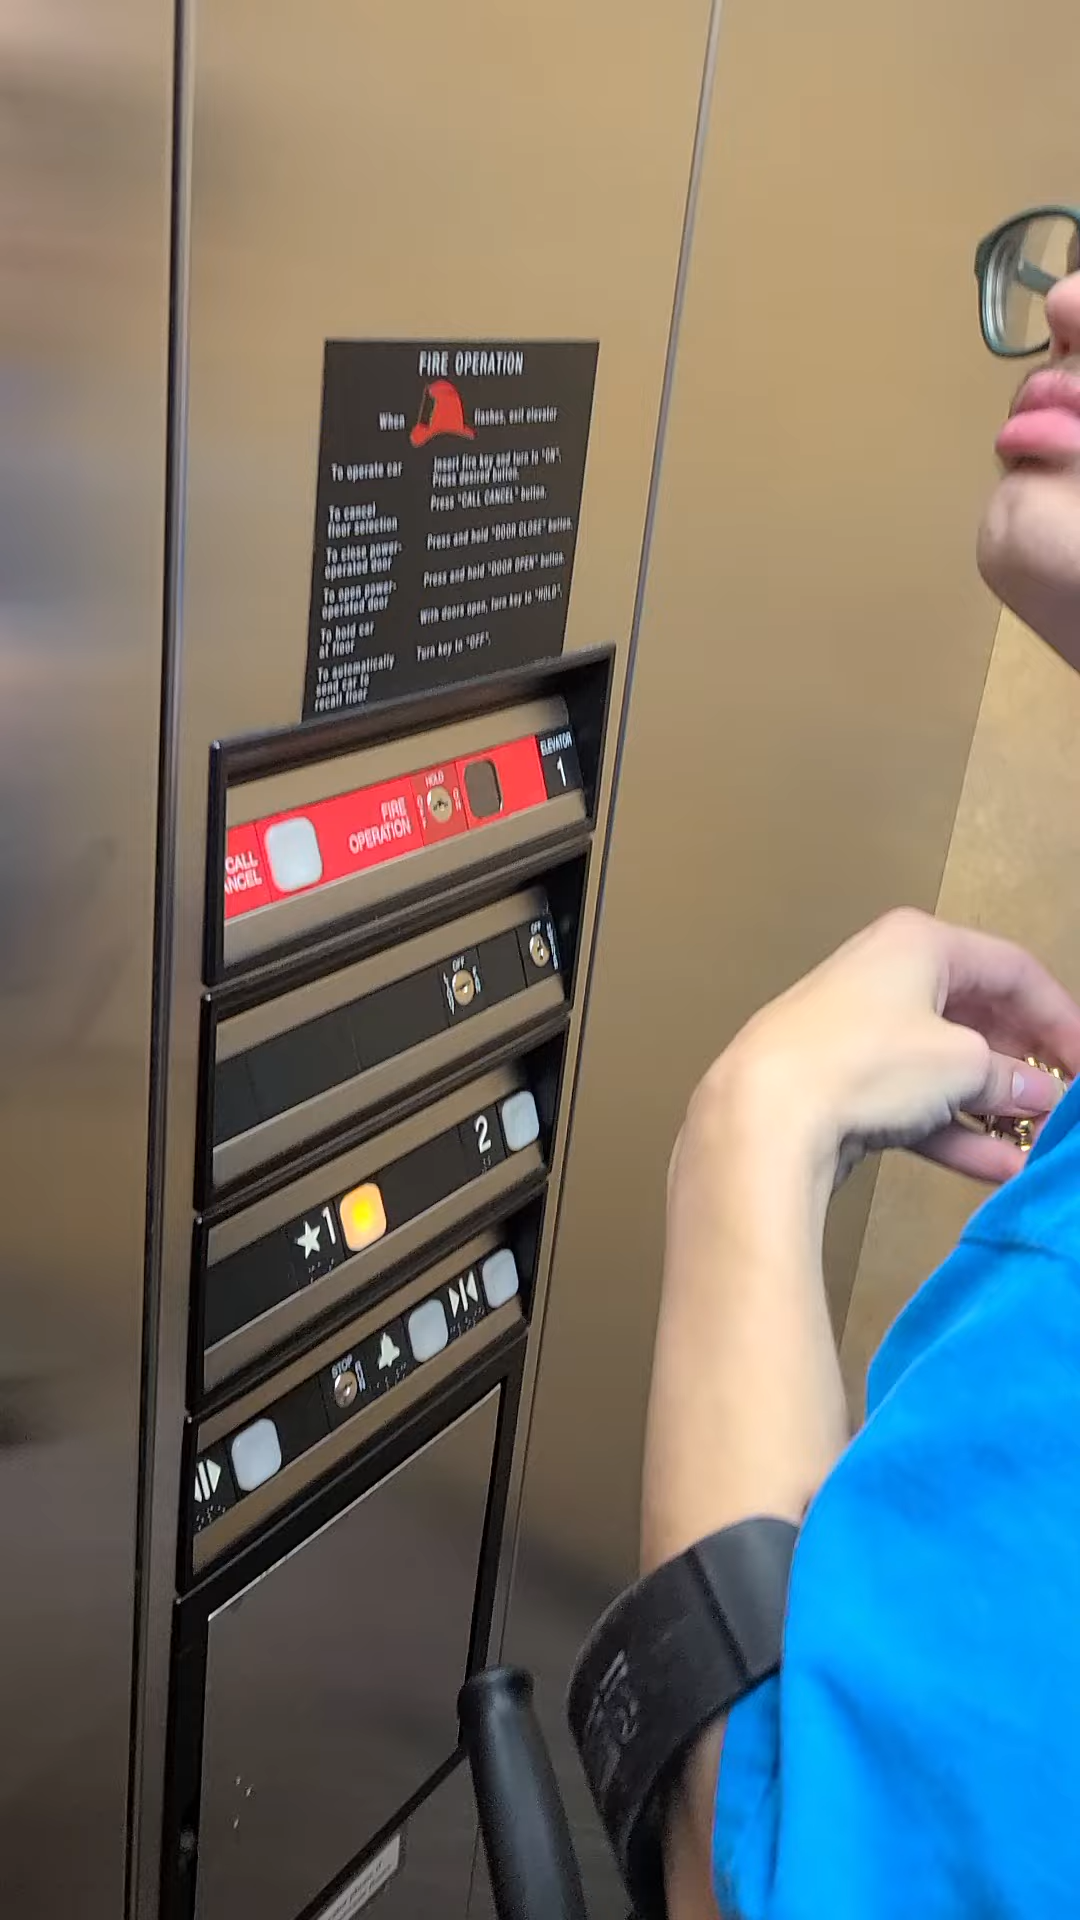 FIRE OPERATION
When flashes, exit elevator
To operate car
Insert fire key and turn to "ON".
Press desired button.
To cancel
floor selection
Press "CALL CANCEL" button.
To close power-
operated door
Press and hold "DOOR CLOSE" button.
To open power-
operated door
Press and hold "DOOR OPEN" button.
To hold car
at floor
With doors open, turn key to "HOLD".
To automatically
send car to
recall floor
Turn key to "OFF".
CALL
ANCEL
FIRE
OPERATION
HOLD
OFF
ON
ELEVATOR
1
OFF
OFF
2
★1
STOP
RUN